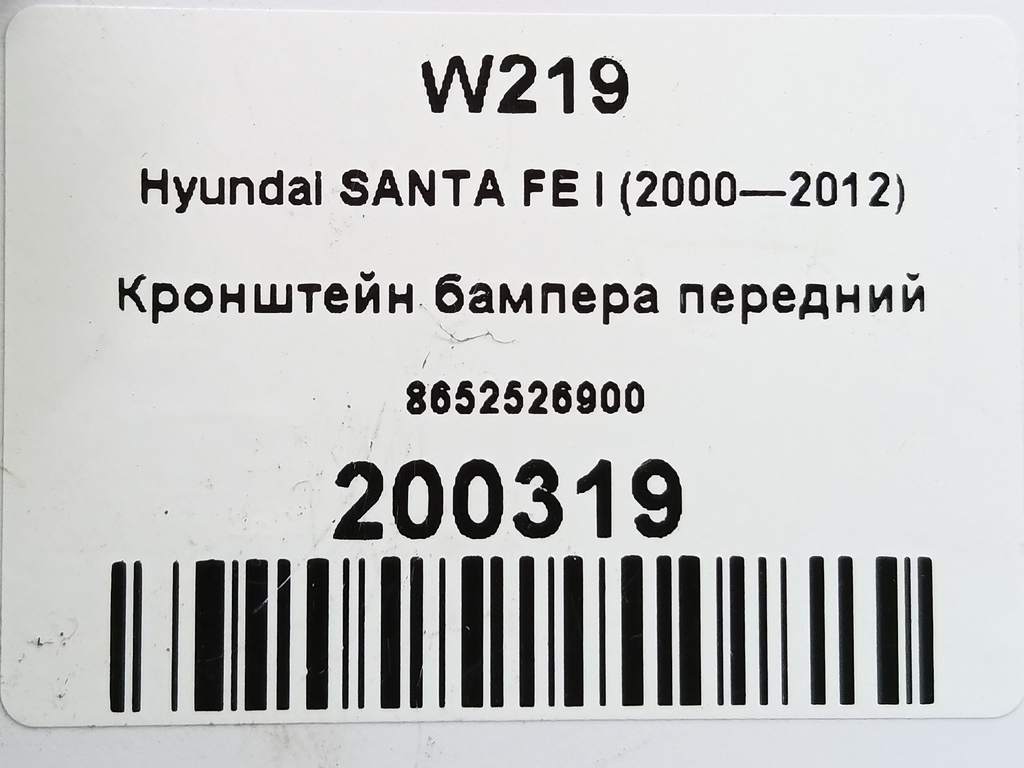 W219
Hyundai SANTA FE I (2000—2012)
Кронштейн бампера передний
8652526900
200319